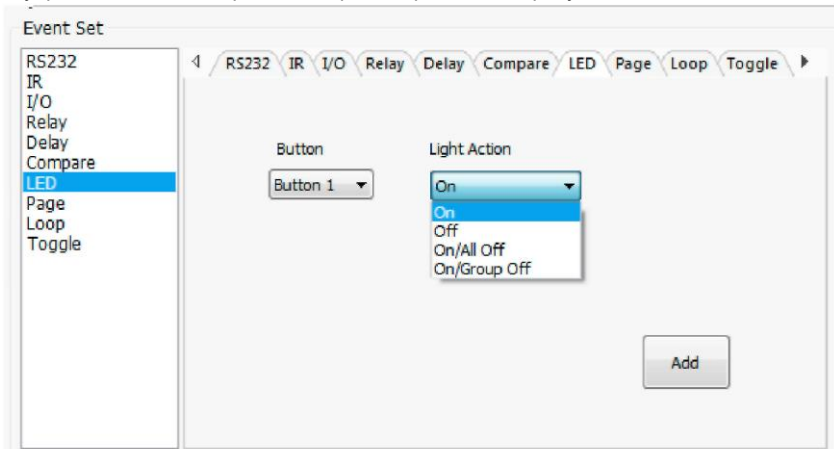 Event Set
RS232
IR
I/O
Relay
Delay
Compare
LED
Page
Loop
Toggle
RS232 IR I/O Relay Delay Compare LED Page Loop Toggle
Button Light Action
Button 1 On
On
Off
On/All Off
On/Group Off
Add